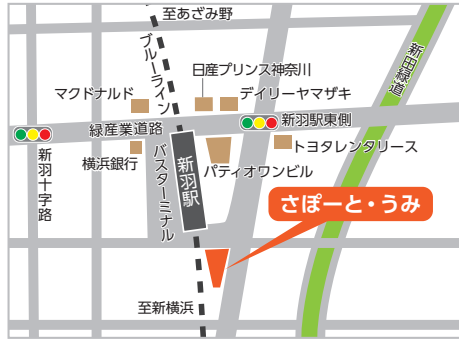 至あざみ野
ブルーライン
新田緑道
日産プリンス神奈川
マクドナルド
デイリーヤマザキ
新羽駅東側
緑産業道路
トヨタレンタリース
新羽十字路
横浜銀行
バスターミナル
新羽駅
パティオワンビル
さぽーと・うみ
至新横浜